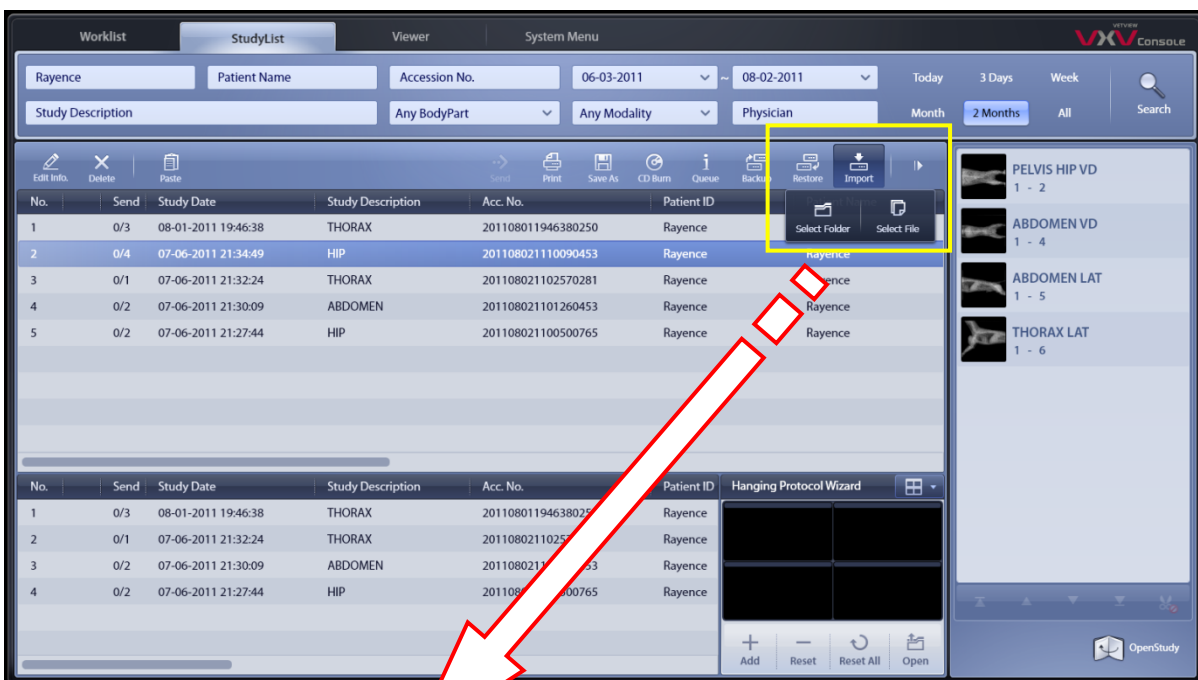 Worklist StudyList Viewer System Menu VETVIEW VXV Console
Rayence Patient Name Accession No. 06-03-2011 ~ 08-02-2011 Today 3 Days Week
Study Description Any BodyPart Any Modality Physician Month 2 Months All Search
Edit Info. Delete Paste Send Print Save As CD Burn Queue Backup Restore Import
No. Send Study Date Study Description Acc. No. Patient ID
Select Folder Select File
1 0/3 08-01-2011 19:46:38 THORAX 201108011946380250 Rayence
2 0/4 07-06-2011 21:34:49 HIP 201108021110090453 Rayence Rayence
3 0/1 07-06-2011 21:32:24 THORAX 201108021102570281 Rayence
4 0/2 07-06-2011 21:30:09 ABDOMEN 201108021101260453 Rayence Rayence
5 0/2 07-06-2011 21:27:44 HIP 201108021100500765 Rayence Rayence
PELVIS HIP VD
1 - 2
ABDOMEN VD
1 - 4
ABDOMEN LAT
1 - 5
THORAX LAT
1 - 6
No. Send Study Date Study Description Acc. No. Patient ID Hanging Protocol Wizard
1 0/3 08-01-2011 19:46:38 THORAX Rayence
2 0/1 07-06-2011 21:32:24 THORAX Rayence
3 0/2 07-06-2011 21:30:09 ABDOMEN Rayence
4 0/2 07-06-2011 21:27:44 HIP Rayence
Add Reset Reset All Open
OpenStudy